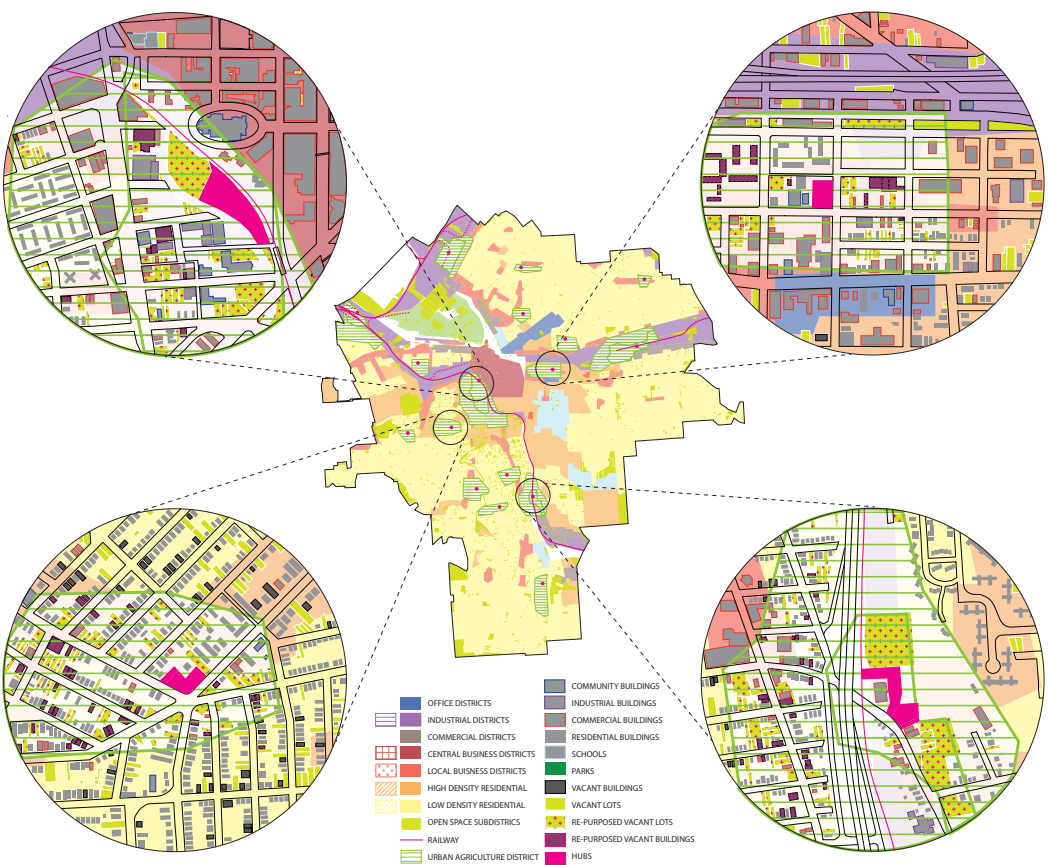 OFFICE DISTRICTS
INDUSTRIAL DISTRICTS
COMMERCIAL DISTRICTS
CENTRAL BUSINESS DISTRICTS
LOCAL BUISNESS DISTRICTS
HIGH DENSITY RESIDENTIAL
LOW DENSITY RESIDENTIAL
OPEN SPACE SUBDISTRICS
RAILWAY
URBAN AGRICULTURE DISTRICT
COMMUNITY BUILDINGS
INDUSTRIAL BUILDINGS
COMMERCIAL BUILDINGS
RESIDENTIAL BUILDINGS
SCHOOLS
PARKS
VACANT BUILDINGS
VACANT LOTS
RE-PURPOSED VACANT LOTS
RE-PURPOSED VACANT BUILDINGS
HUBS